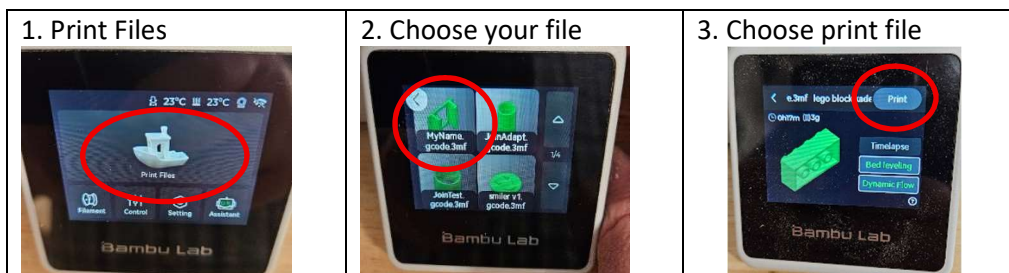 1. Print Files
2. Choose your file
3. Choose print file
23°C 23°C
Print Files
Filament Control Setting Assistant
Bambu Lab
MyName.
gcode.3mf
JoinAdapt.
gcode.3mf
1/4
JoinTest.
gcode.3mf
smiler v1.
gcode.3mf
Bambu Lab
e.3mf lego block
Print
0h17m 3g
Timelapse
Bed leveling
Dynamic Flow
Bambu Lab